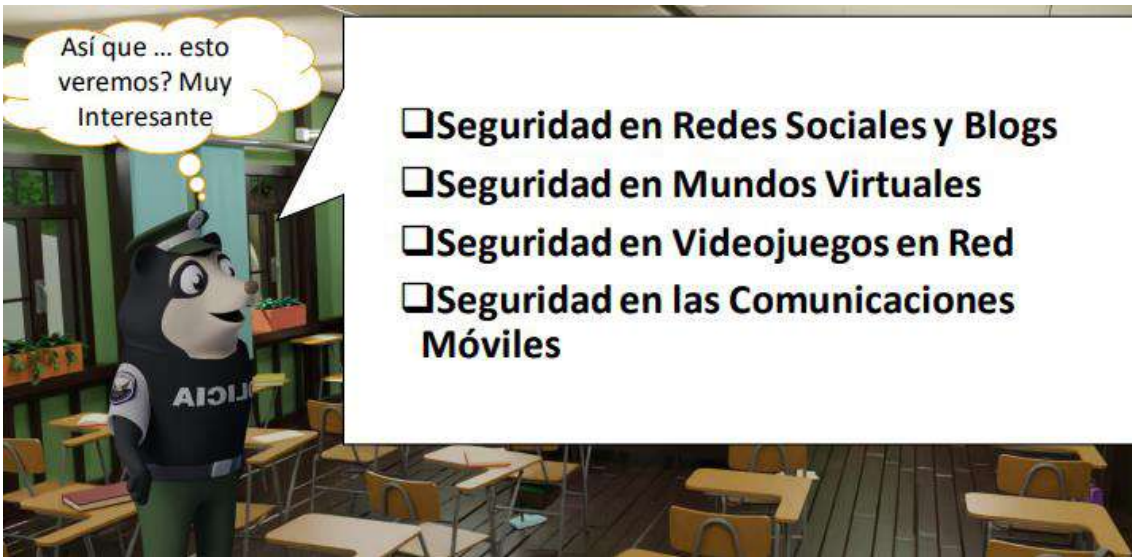 Así que ... esto
veremos? Muy
Interesante
❑Seguridad en Redes Sociales y Blogs
❑Seguridad en Mundos Virtuales
❑Seguridad en Videojuegos en Red
❑Seguridad en las Comunicaciones
Móviles
POLICIA